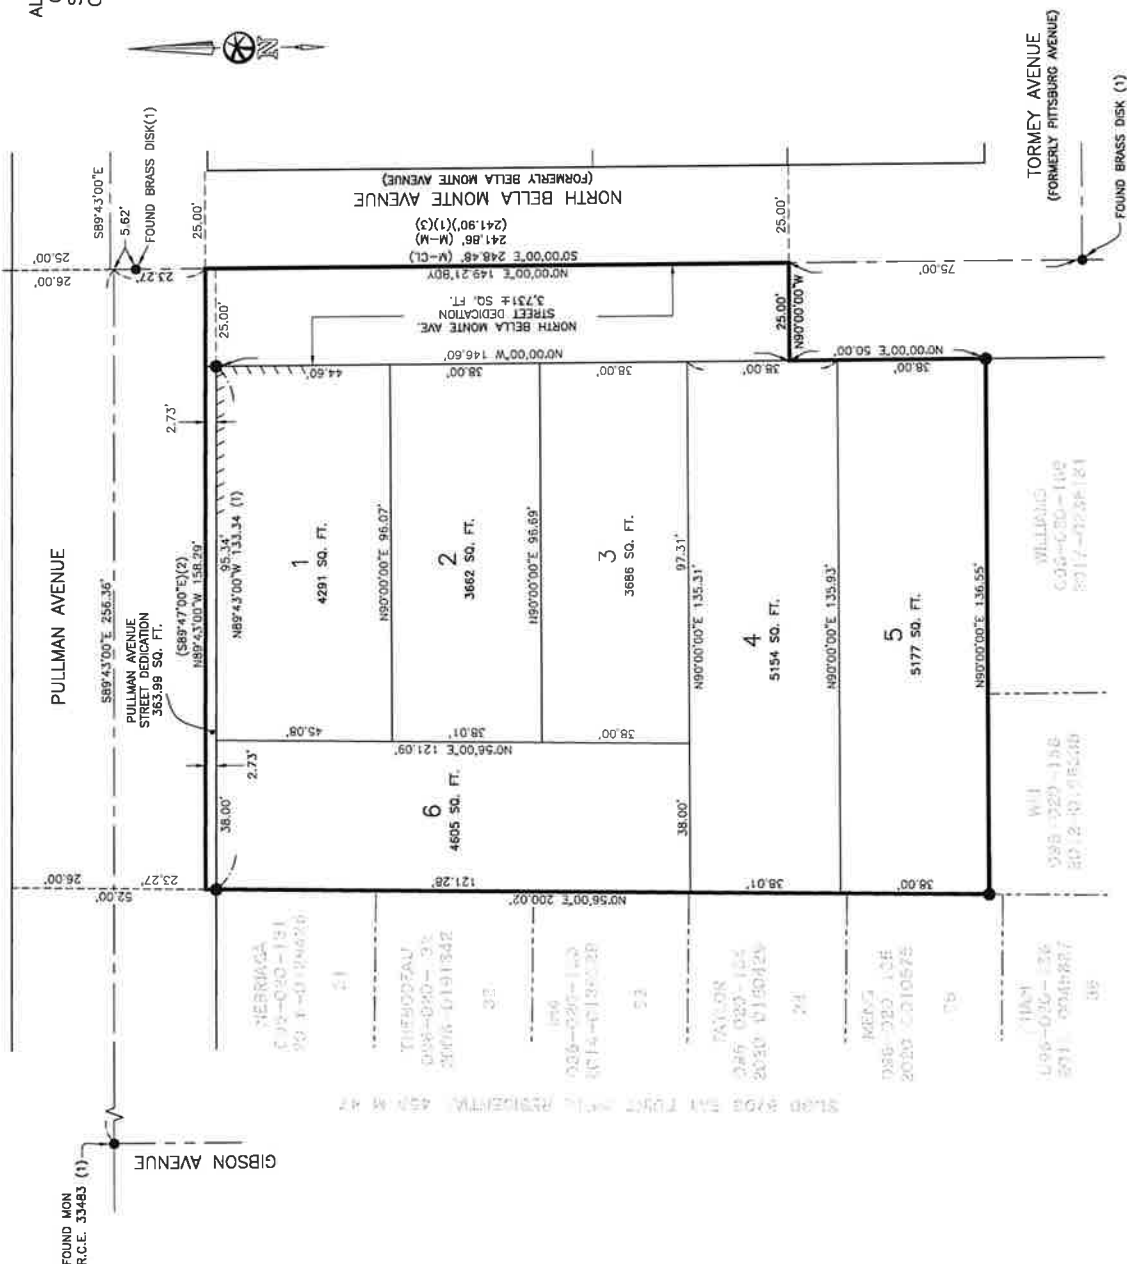 AL
N
PULLMAN AVENUE
S89°43'00"E 256.36'
S89°43'00"E
5.62'
FOUND BRASS DISK(1)
25.00'
26.00'
23.27'
25.00'
26.00'
52.00'
23.27'
PULLMAN AVENUE
STREET DEDICATION
363.99 SQ. FT.
(S89°47'00"E)(2)
N89°43'00"W 158.29'
95.34'
N89°43'00"W 133.34 (1)
2.73'
2.73'
38.00'
25.00'
NORTH BELLA MONTE AVENUE
(FORMERLY BELLA MONTE AVENUE)
S0°00'00"E 248.48' (M-CL)
241.86' (M-M)
(241.90')(1)(3)
N0°00'00"E 149.21'BDY
NORTH BELLA MONTE AVE.
STREET DEDICATION
3,731± SQ. FT.
N0°00'00"W 146.60'
25.00'
25.00'
N90°00'00"W
75.00'
N0°00'00"E 50.00'
TORMEY AVENUE
(FORMERLY PITTSBURG AVENUE)
FOUND BRASS DISK (1)
1
4291 SQ. FT.
44.60'
45.08'
N90°00'00"E 96.07'
2
3662 SQ. FT.
38.00'
38.01'
N90°00'00"E 96.69'
3
3686 SQ. FT.
38.00'
38.00'
97.31'
N0°56'00"E 121.09'
6
4605 SQ. FT.
121.28'
38.00'
N90°00'00"E 135.31'
4
5154 SQ. FT.
38.00'
38.01'
N90°00'00"E 135.93'
5
5177 SQ. FT.
38.00'
38.00'
N90°00'00"E 136.55'
N0°56'00"E 200.02'
GIBSON AVENUE
FOUND MON
R.C.E. 33483 (1)
TAYLOR
MENG
WILLIAMS